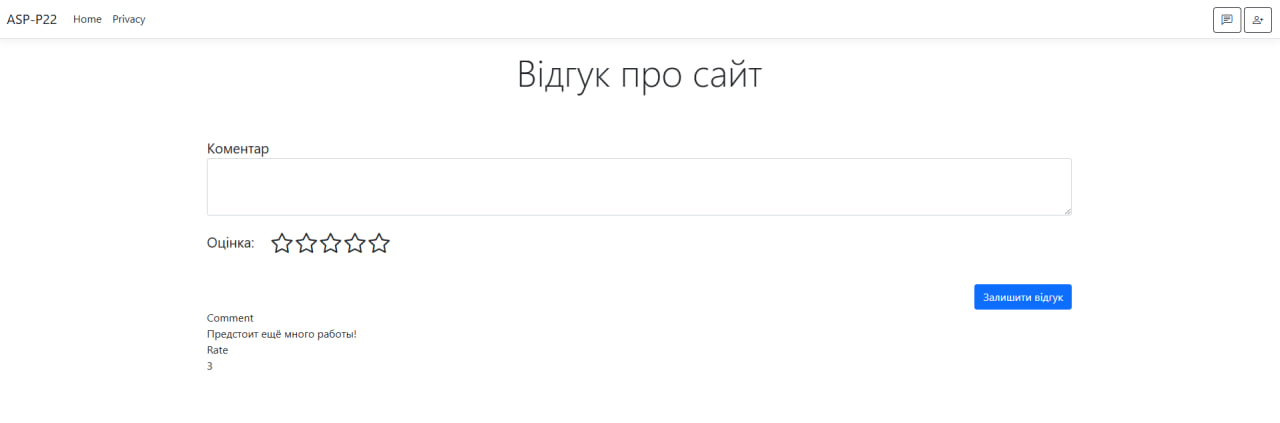 ASP-P22 Home Privacy
Відгук про сайт
Коментар
Оцінка:
Залишити відгук
Comment
Предстоит ещё много работы!
Rate
3